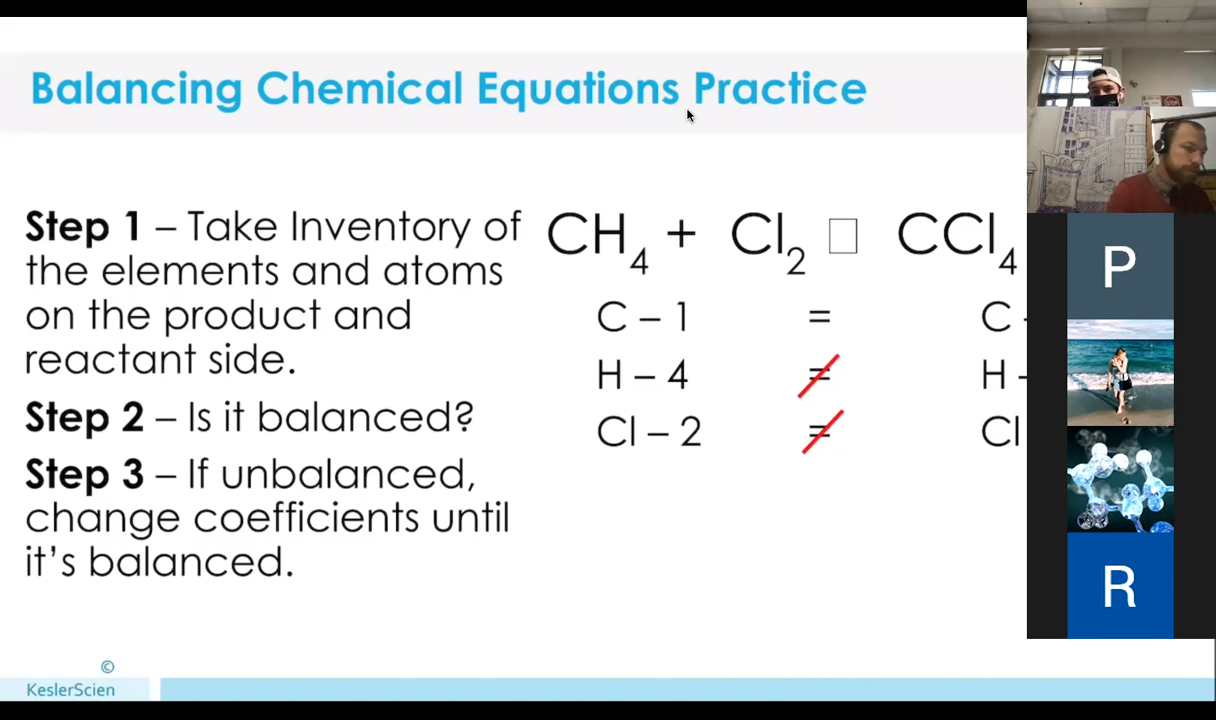 Balancing Chemical Equations Practice
Step 1 – Take Inventory of
the elements and atoms
on the product and
reactant side.
Step 2 – Is it balanced?
Step 3 – If unbalanced,
change coefficients until
it's balanced.
CH₄ + Cl₂ □ CCl₄
C – 1 = C -
H – 4 = H -
Cl – 2 = Cl
P
R
©
KeslerScien